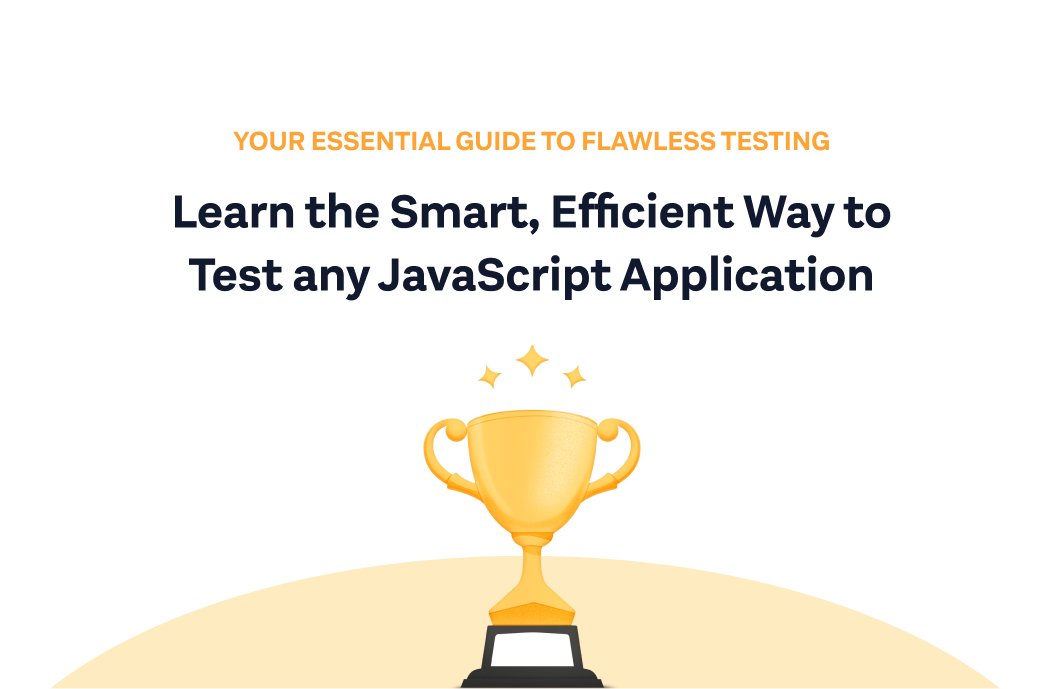 YOUR ESSENTIAL GUIDE TO FLAWLESS TESTING
Learn the Smart, Efficient Way to
Test any JavaScript Application